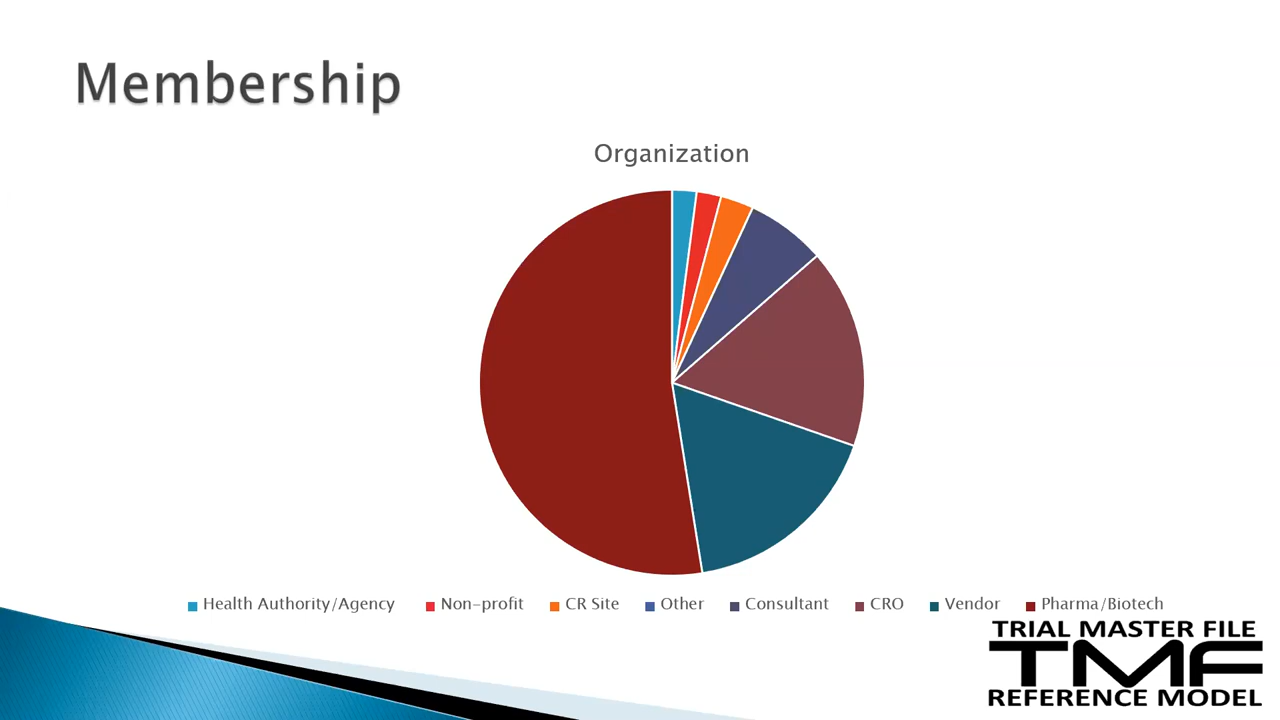 Membership
Organization
Health Authority/Agency Non-profit CR Site Other Consultant CRO Vendor Pharma/Biotech
TRIAL MASTER FILE
TMF
REFERENCE MODEL